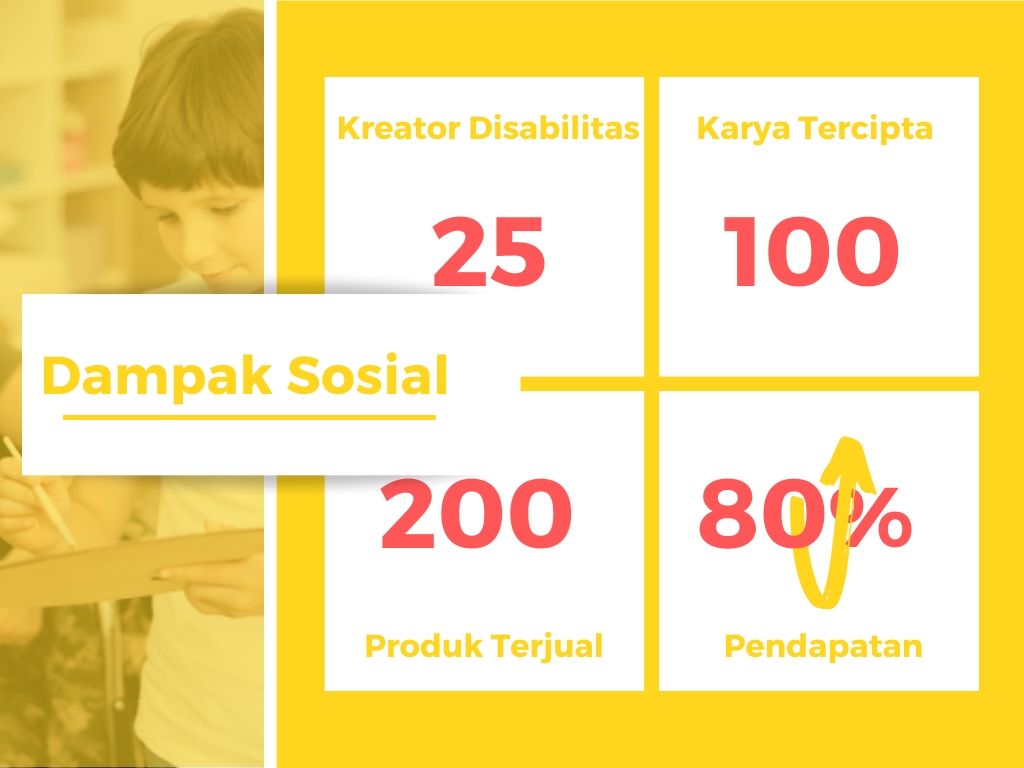 Dampak Sosial
Kreator Disabilitas
25
Karya Tercipta
100
200
Produk Terjual
80%
Pendapatan